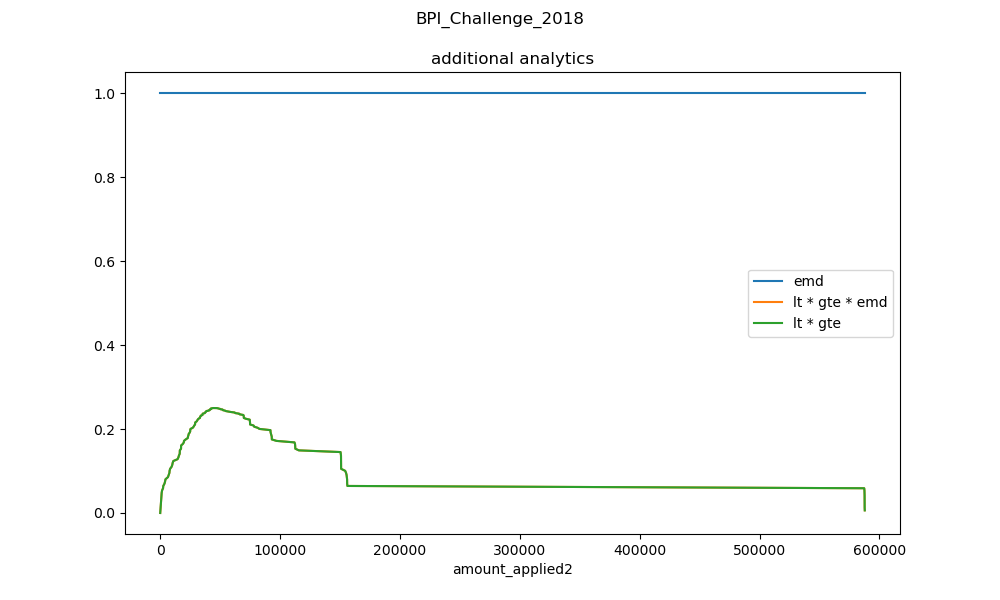 BPI_Challenge_2018
additional analytics
1.0
0.8
0.6
0.4
0.2
0.0
emd
lt * gte * emd
lt * gte
0 100000 200000 300000 400000 500000 600000
amount_applied2